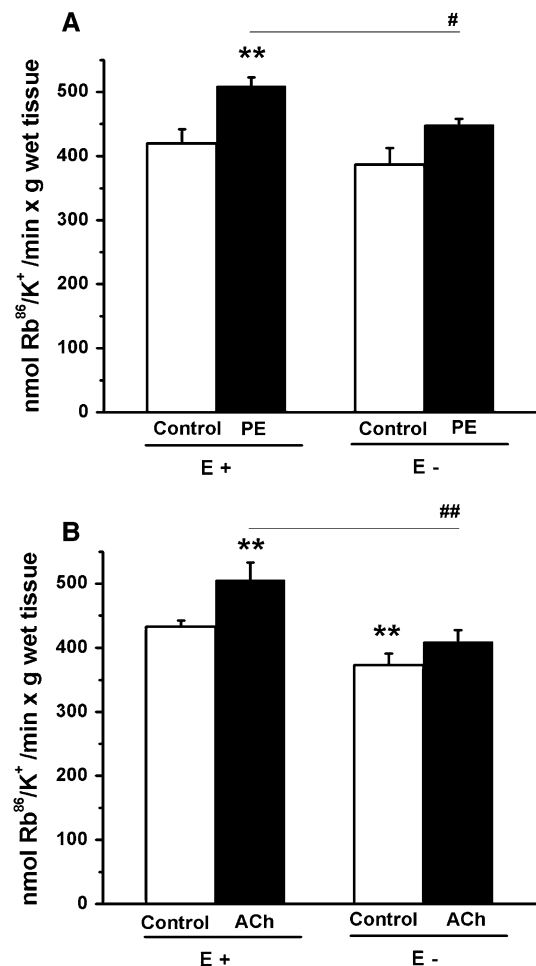 A
#
**
nmol Rb⁸⁶/K⁺ /min x g wet tissue
500
400
300
200
100
0
Control PE Control PE
E + E -
B
##
**
**
nmol Rb⁸⁶/K⁺ /min x g wet tissue
500
400
300
200
100
0
Control ACh Control ACh
E + E -